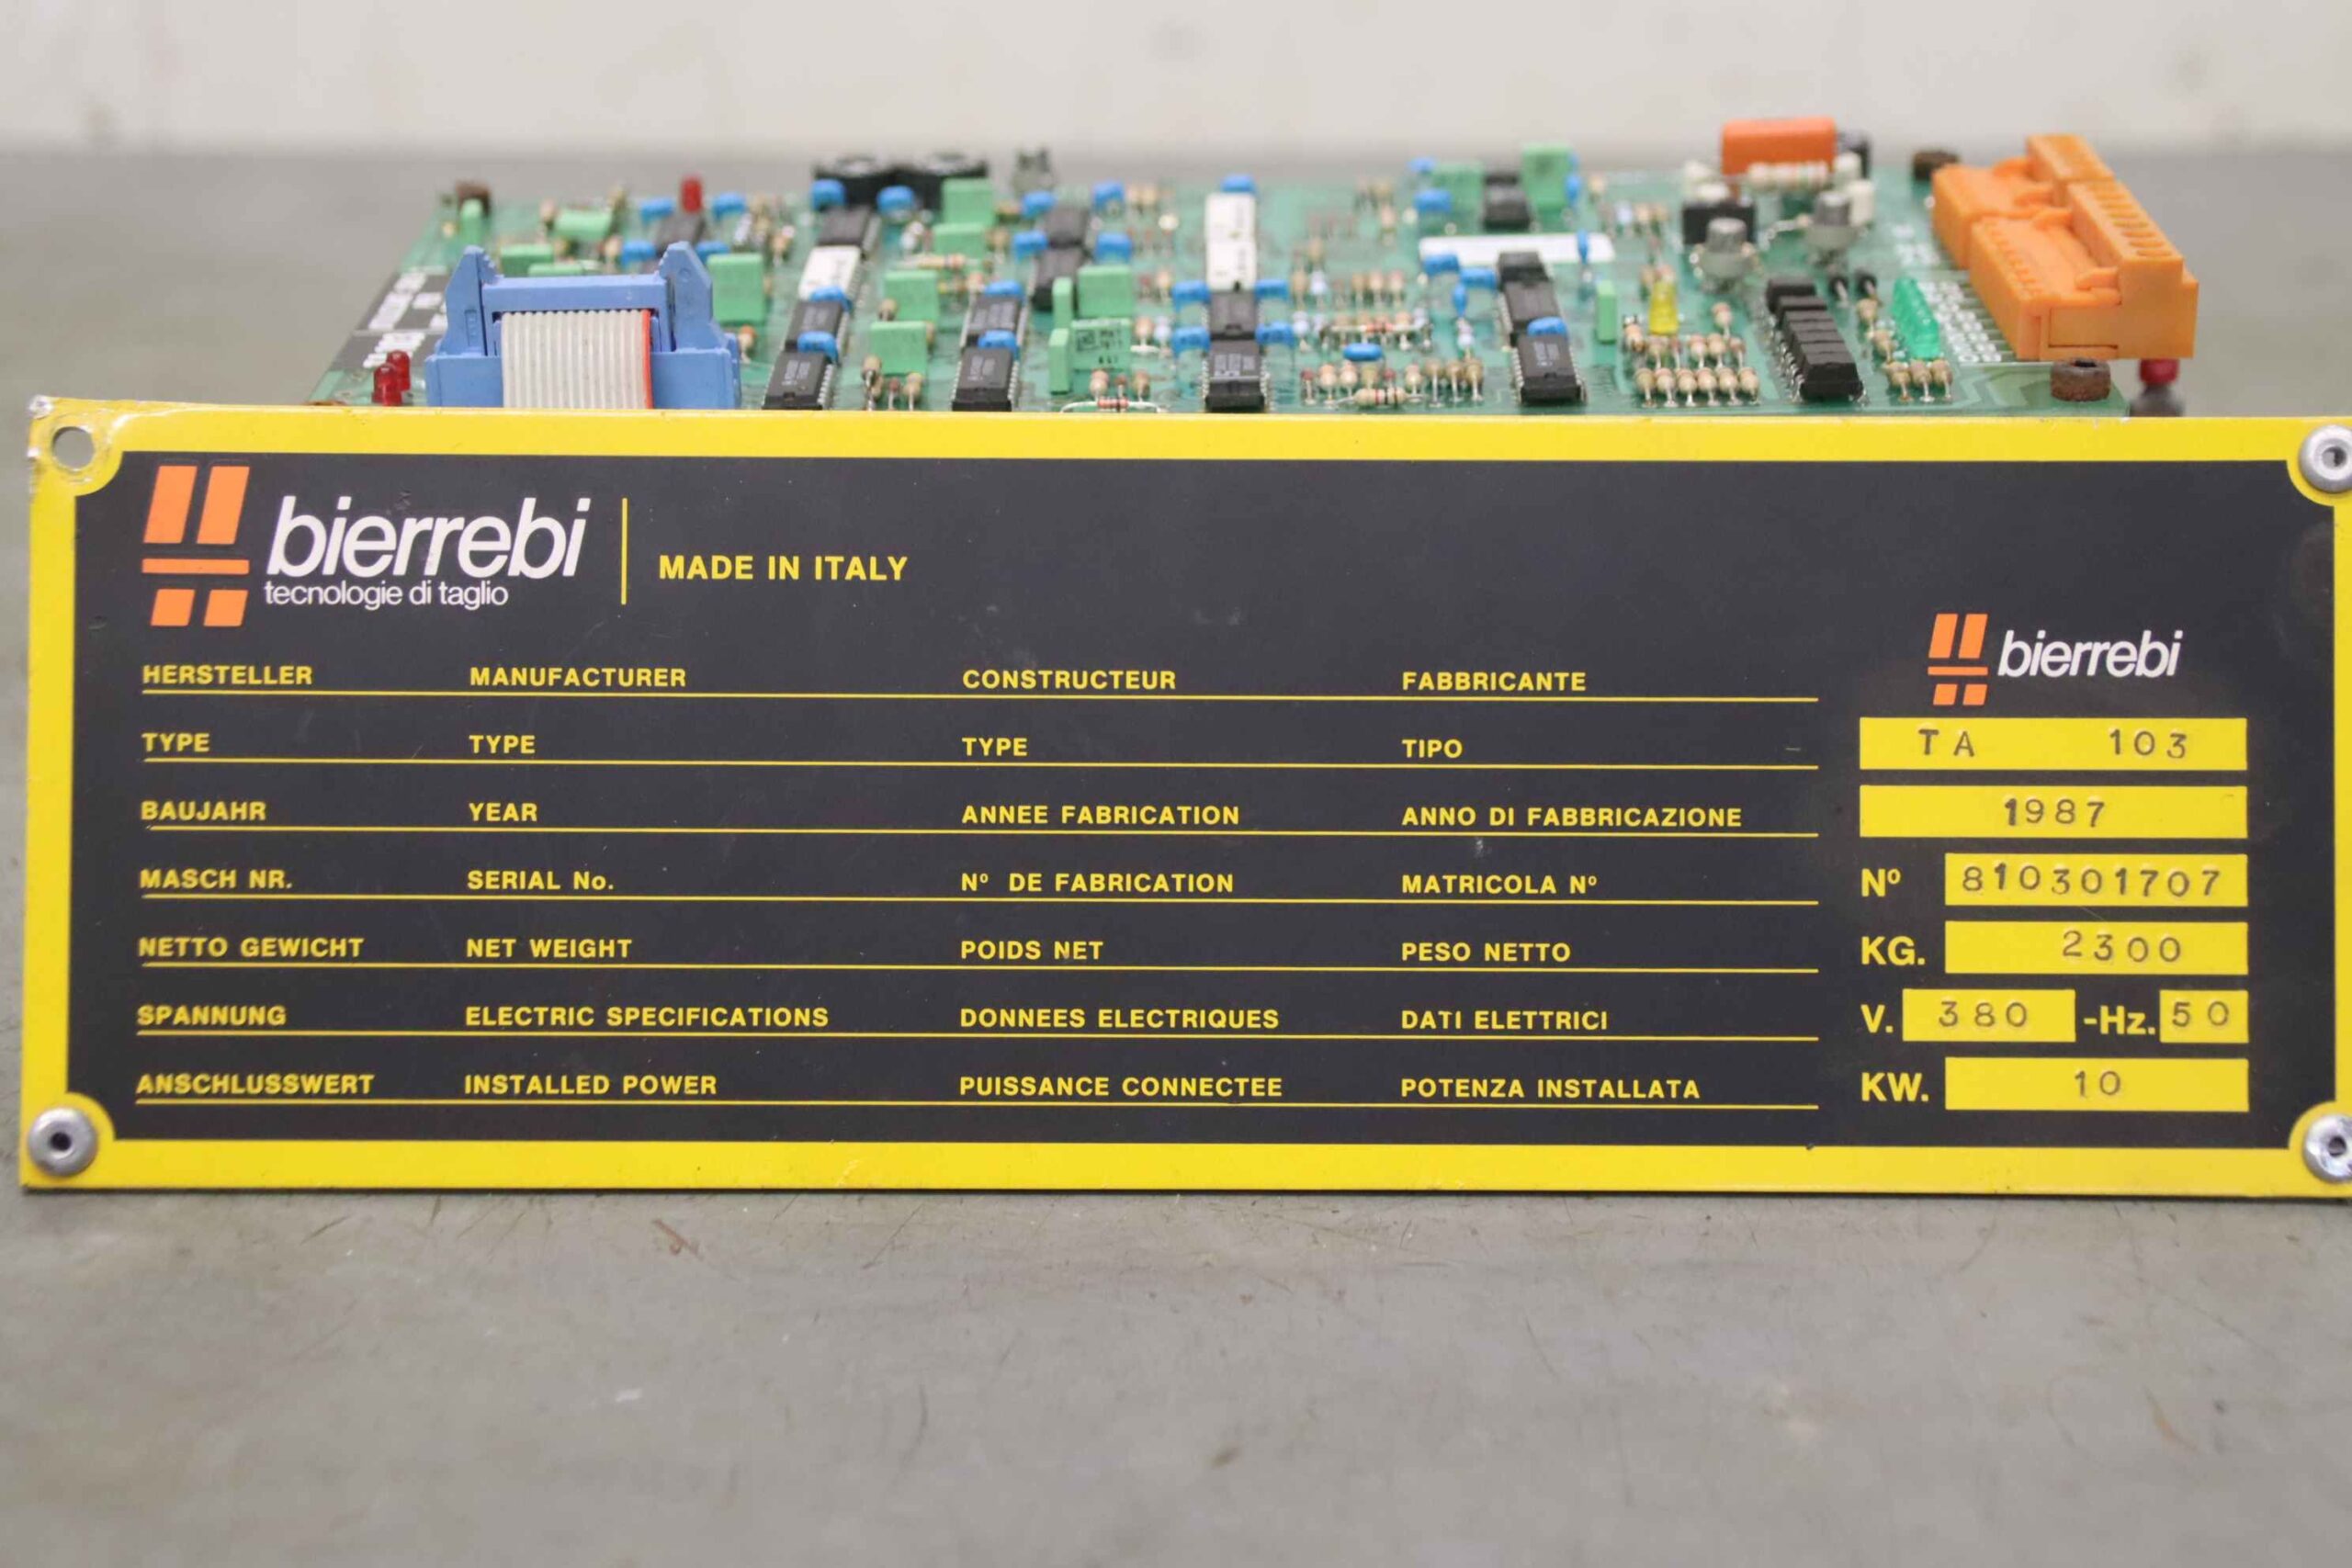 bierrebi
tecnologie di taglio
MADE IN ITALY
bierrebi
HERSTELLER MANUFACTURER CONSTRUCTEUR FABBRICANTE
TYPE TYPE TYPE TIPO TA 103
BAUJAHR YEAR ANNEE FABRICATION ANNO DI FABBRICAZIONE 1987
MASCH NR. SERIAL No. Nº DE FABRICATION MATRICOLA Nº Nº 810301707
NETTO GEWICHT NET WEIGHT POIDS NET PESO NETTO KG. 2300
SPANNUNG ELECTRIC SPECIFICATIONS DONNEES ELECTRIQUES DATI ELETTRICI V. 380 -Hz. 50
ANSCHLUSSWERT INSTALLED POWER PUISSANCE CONNECTEE POTENZA INSTALLATA KW. 10